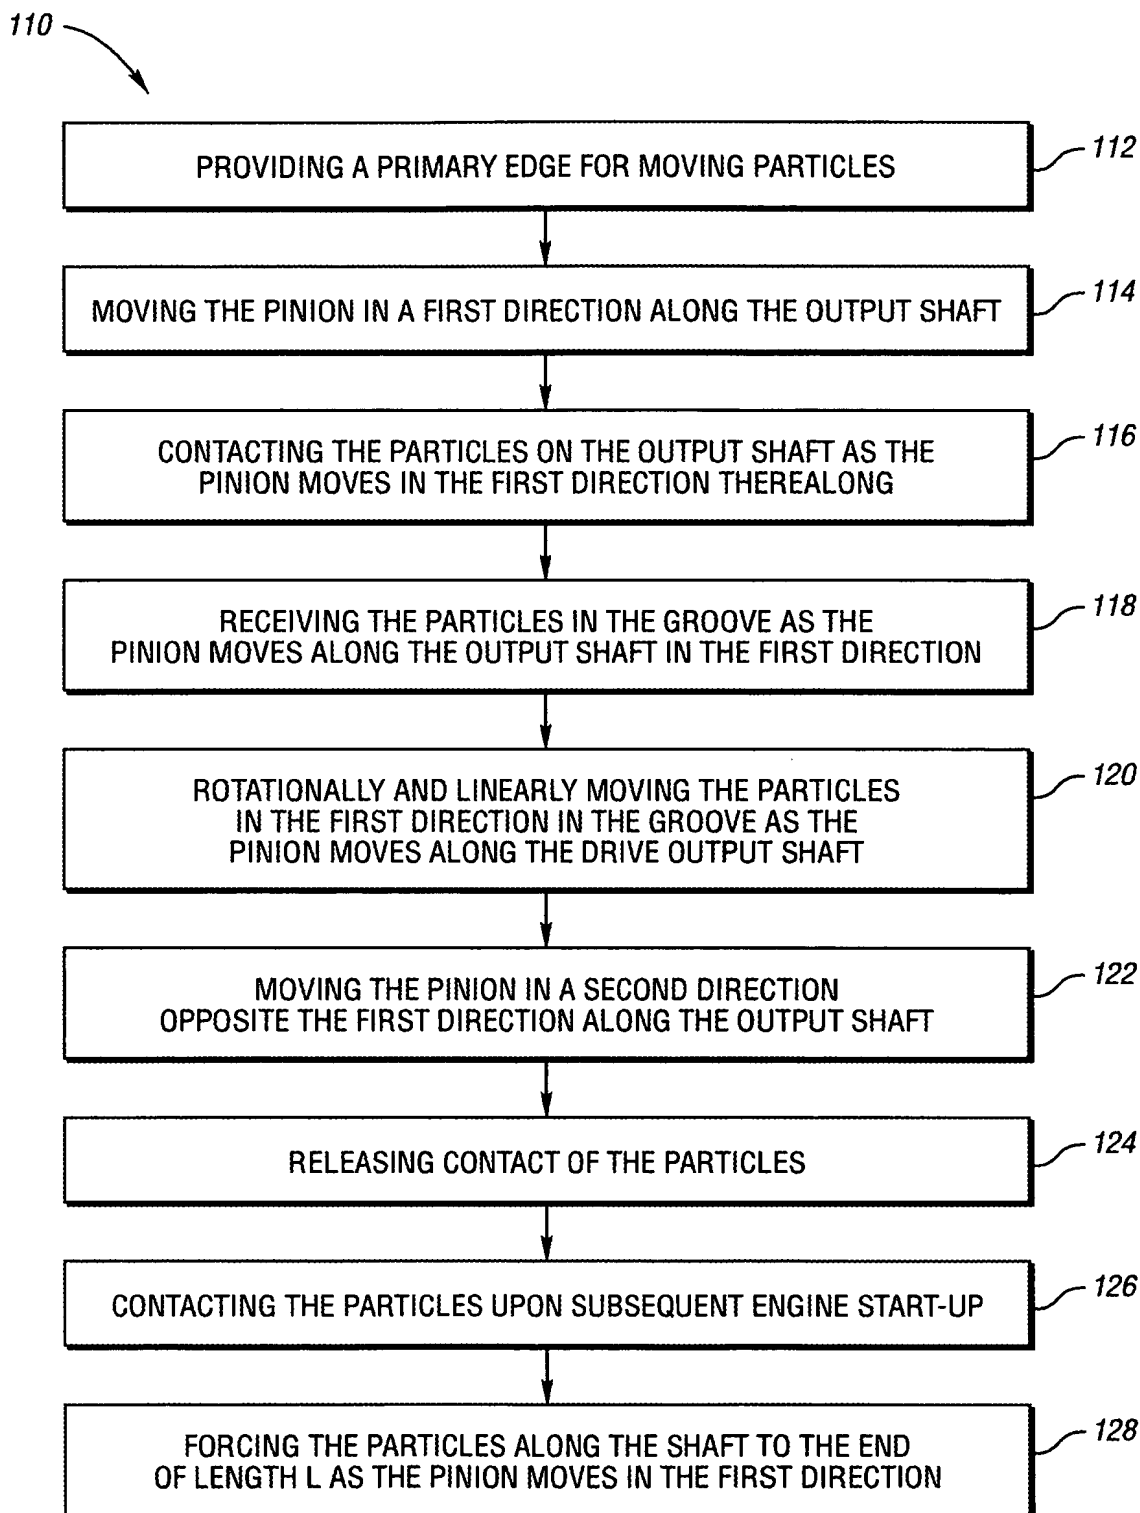 110
PROVIDING A PRIMARY EDGE FOR MOVING PARTICLES
112
MOVING THE PINION IN A FIRST DIRECTION ALONG THE OUTPUT SHAFT
114
CONTACTING THE PARTICLES ON THE OUTPUT SHAFT AS THE
PINION MOVES IN THE FIRST DIRECTION THEREALONG
116
RECEIVING THE PARTICLES IN THE GROOVE AS THE
PINION MOVES ALONG THE OUTPUT SHAFT IN THE FIRST DIRECTION
118
ROTATIONALLY AND LINEARLY MOVING THE PARTICLES
IN THE FIRST DIRECTION IN THE GROOVE AS THE
PINION MOVES ALONG THE DRIVE OUTPUT SHAFT
120
MOVING THE PINION IN A SECOND DIRECTION
OPPOSITE THE FIRST DIRECTION ALONG THE OUTPUT SHAFT
122
RELEASING CONTACT OF THE PARTICLES
124
CONTACTING THE PARTICLES UPON SUBSEQUENT ENGINE START-UP
126
FORCING THE PARTICLES ALONG THE SHAFT TO THE END
OF LENGTH L AS THE PINION MOVES IN THE FIRST DIRECTION
128